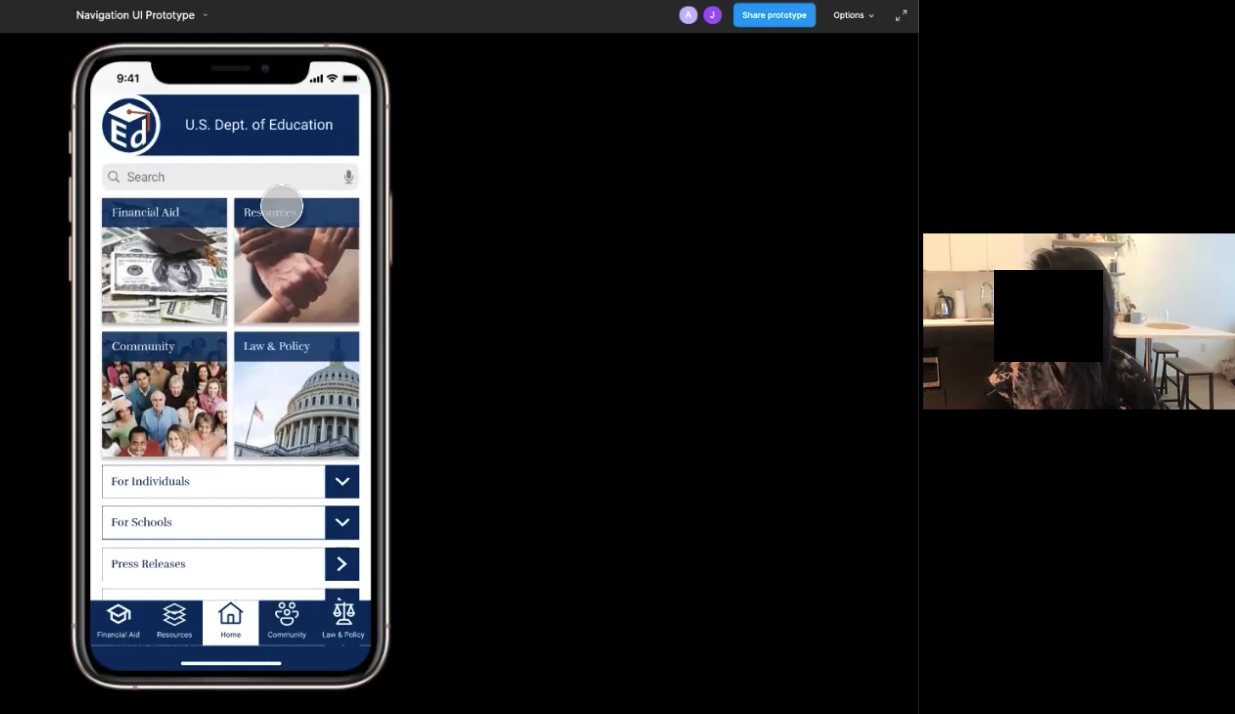 Navigation UI Prototype
A
J
Share prototype
Options
9:41
Ed
U.S. Dept. of Education
Search
Financial Aid
Resources
Community
Law & Policy
For Individuals
For Schools
Press Releases
Financial Aid
Resources
Home
Community
Law & Policy